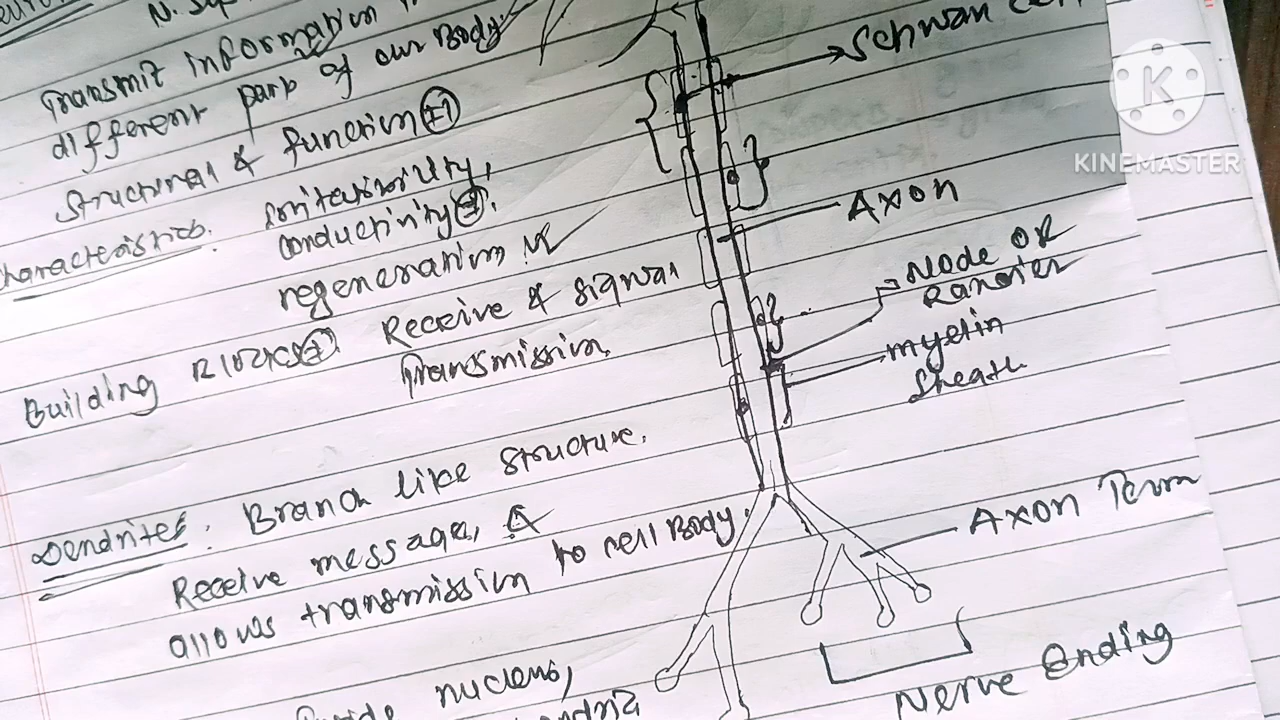 N. Sy
Transmit information
different part of our Body
Structural & function
Characteristics. irritability,
conductivity
regeneration
Building Blocks Receive & signal
Transmission,
Dendrites. Branch like structure.
Receive message, &
allows transmission to cell Body.
nucleus,
Schwan Cell
Axon
Node OR
Ranvier
myelin
Sheath
Axon Term
Nerve Ending
K
KINEMASTER